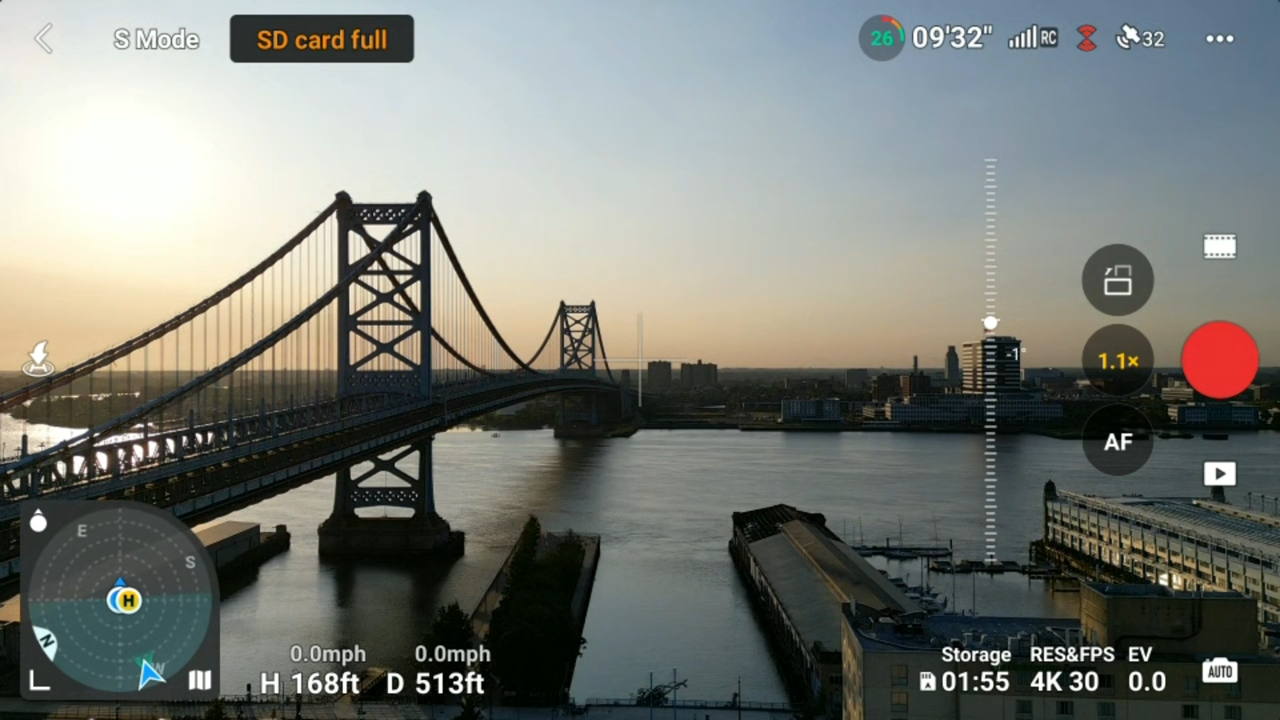 S Mode
SD card full
26
09'32"
RC
32
-1°
1.1×
AF
E
S
H
N
W
0.0mph 0.0mph
H 168ft D 513ft
Storage RES&FPS EV
01:55 4K 30 0.0
AUTO